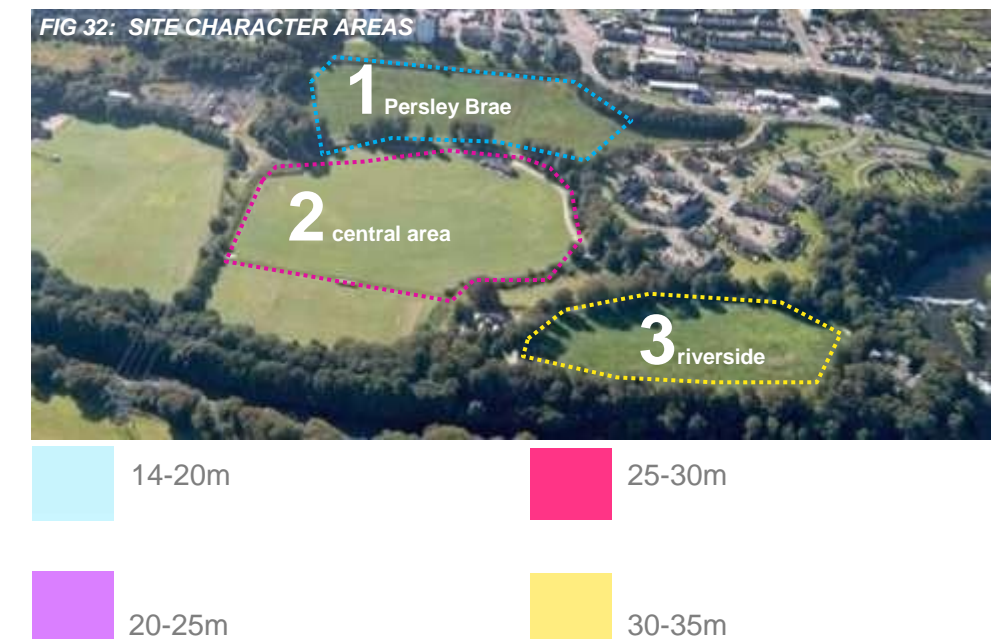 FIG 32: SITE CHARACTER AREAS
1 Persley Brae
2 central area
3 riverside
14-20m
25-30m
20-25m
30-35m